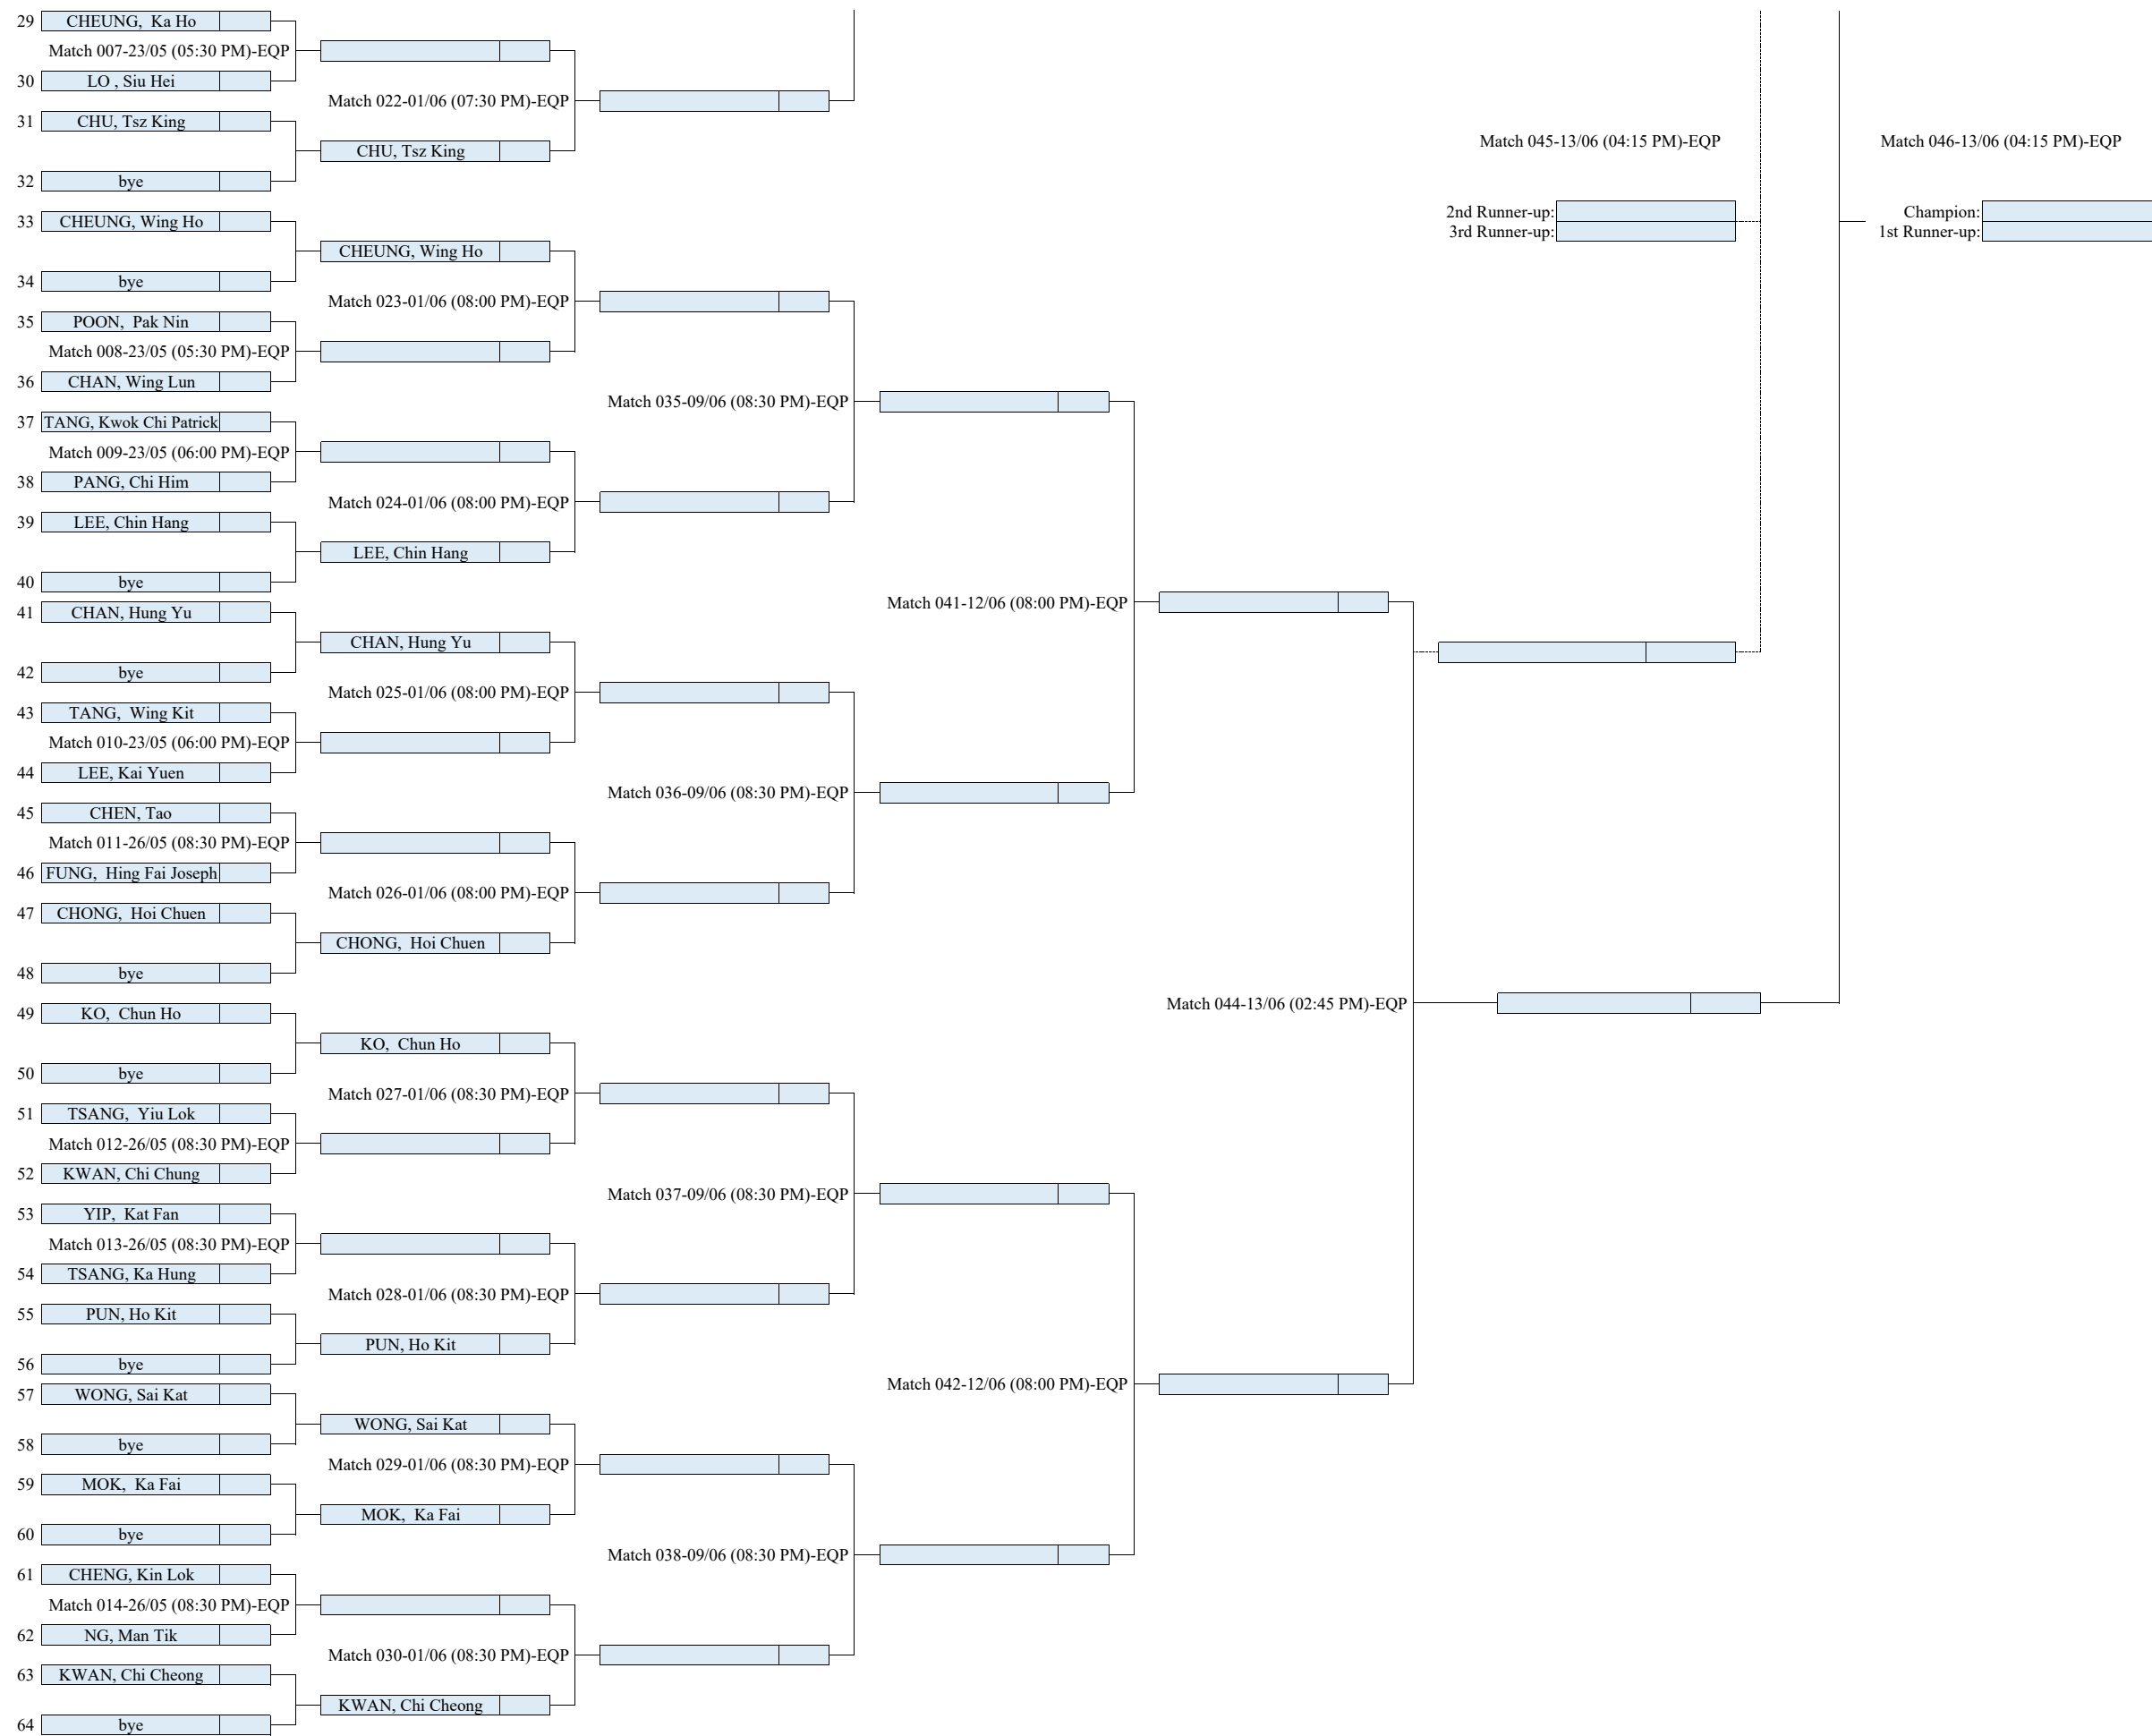 29 CHEUNG, Ka Ho
Match 007-23/05 (05:30 PM)-EQP
30 LO , Siu Hei
Match 022-01/06 (07:30 PM)-EQP
31 CHU, Tsz King
Match 045-13/06 (04:15 PM)-EQP Match 046-13/06 (04:15 PM)-EQP
CHU, Tsz King
32 bye
2nd Runner-up: Champion:
33 CHEUNG, Wing Ho
3rd Runner-up: 1st Runner-up:
CHEUNG, Wing Ho
34 bye
Match 023-01/06 (08:00 PM)-EQP
35 POON, Pak Nin
Match 008-23/05 (05:30 PM)-EQP
36 CHAN, Wing Lun
Match 035-09/06 (08:30 PM)-EQP
37 TANG, Kwok Chi Patrick
Match 009-23/05 (06:00 PM)-EQP
38 PANG, Chi Him
Match 024-01/06 (08:00 PM)-EQP
39 LEE, Chin Hang
LEE, Chin Hang
40 bye
Match 041-12/06 (08:00 PM)-EQP
41 CHAN, Hung Yu
CHAN, Hung Yu
42 bye
Match 025-01/06 (08:00 PM)-EQP
43 TANG, Wing Kit
Match 010-23/05 (06:00 PM)-EQP
44 LEE, Kai Yuen
Match 036-09/06 (08:30 PM)-EQP
45 CHEN, Tao
Match 011-26/05 (08:30 PM)-EQP
46 FUNG, Hing Fai Joseph
Match 026-01/06 (08:00 PM)-EQP
47 CHONG, Hoi Chuen
CHONG, Hoi Chuen
48 bye
Match 044-13/06 (02:45 PM)-EQP
49 KO, Chun Ho
KO, Chun Ho
50 bye
Match 027-01/06 (08:30 PM)-EQP
51 TSANG, Yiu Lok
Match 012-26/05 (08:30 PM)-EQP
52 KWAN, Chi Chung
Match 037-09/06 (08:30 PM)-EQP
53 YIP, Kat Fan
Match 013-26/05 (08:30 PM)-EQP
54 TSANG, Ka Hung
Match 028-01/06 (08:30 PM)-EQP
55 PUN, Ho Kit
PUN, Ho Kit
56 bye
Match 042-12/06 (08:00 PM)-EQP
57 WONG, Sai Kat
WONG, Sai Kat
58 bye
Match 029-01/06 (08:30 PM)-EQP
59 MOK, Ka Fai
MOK, Ka Fai
60 bye
Match 038-09/06 (08:30 PM)-EQP
61 CHENG, Kin Lok
Match 014-26/05 (08:30 PM)-EQP
62 NG, Man Tik
Match 030-01/06 (08:30 PM)-EQP
63 KWAN, Chi Cheong
KWAN, Chi Cheong
64 bye